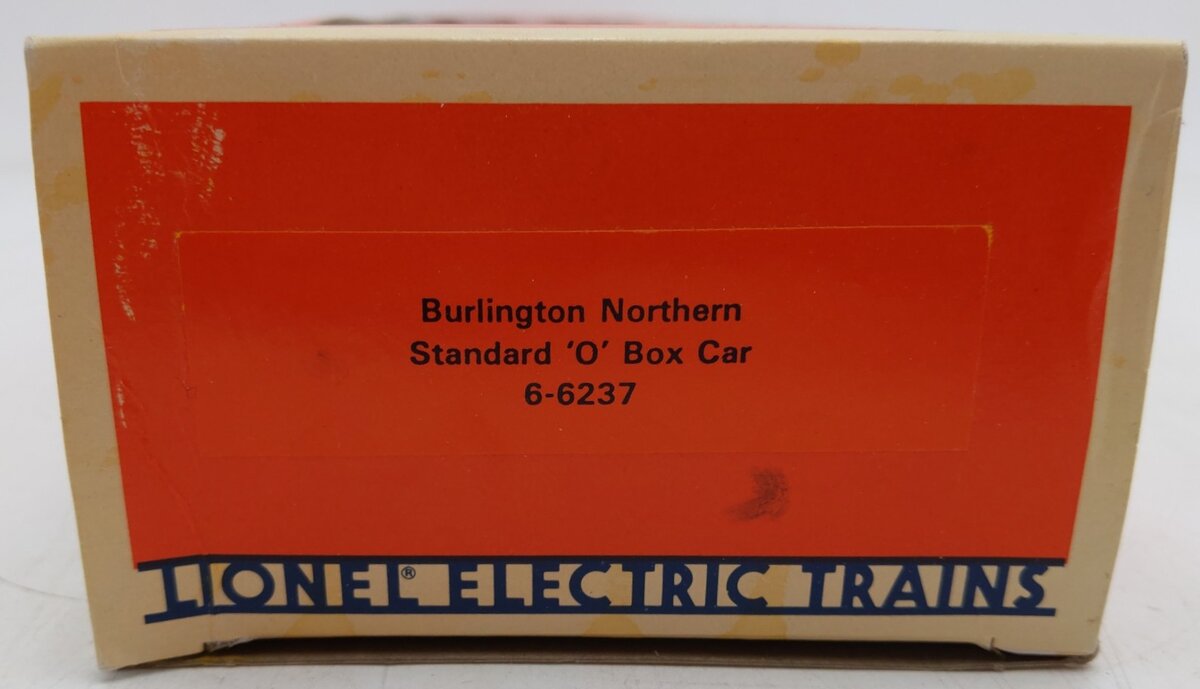 Burlington Northern
Standard 'O' Box Car
6-6237
LIONEL® ELECTRIC TRAINS